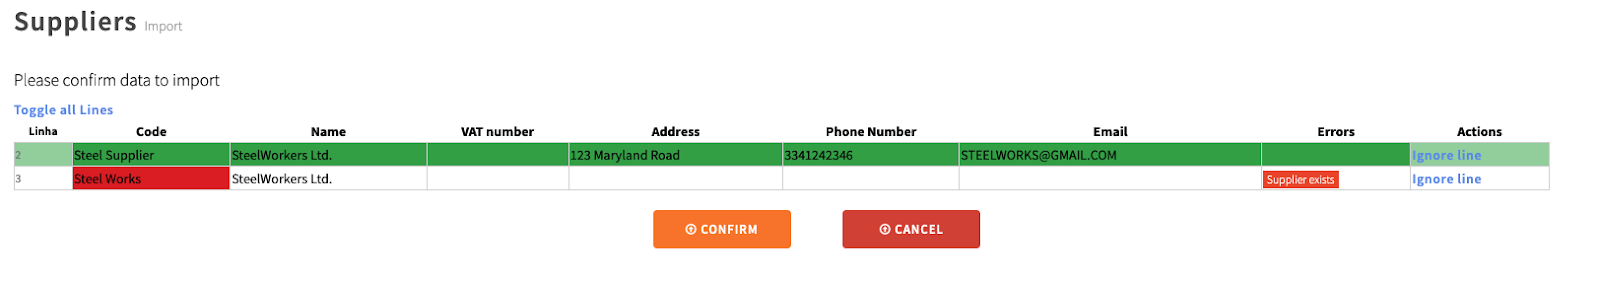 Suppliers Import
Please confirm data to import
Toggle all Lines
Linha Code Name VAT number Address Phone Number Email Errors Actions
2 Steel Supplier SteelWorkers Ltd. 123 Maryland Road 3341242346 STEELWORKS@GMAIL.COM Ignore line
3 Steel Works SteelWorkers Ltd. Supplier exists Ignore line
CONFIRM CANCEL